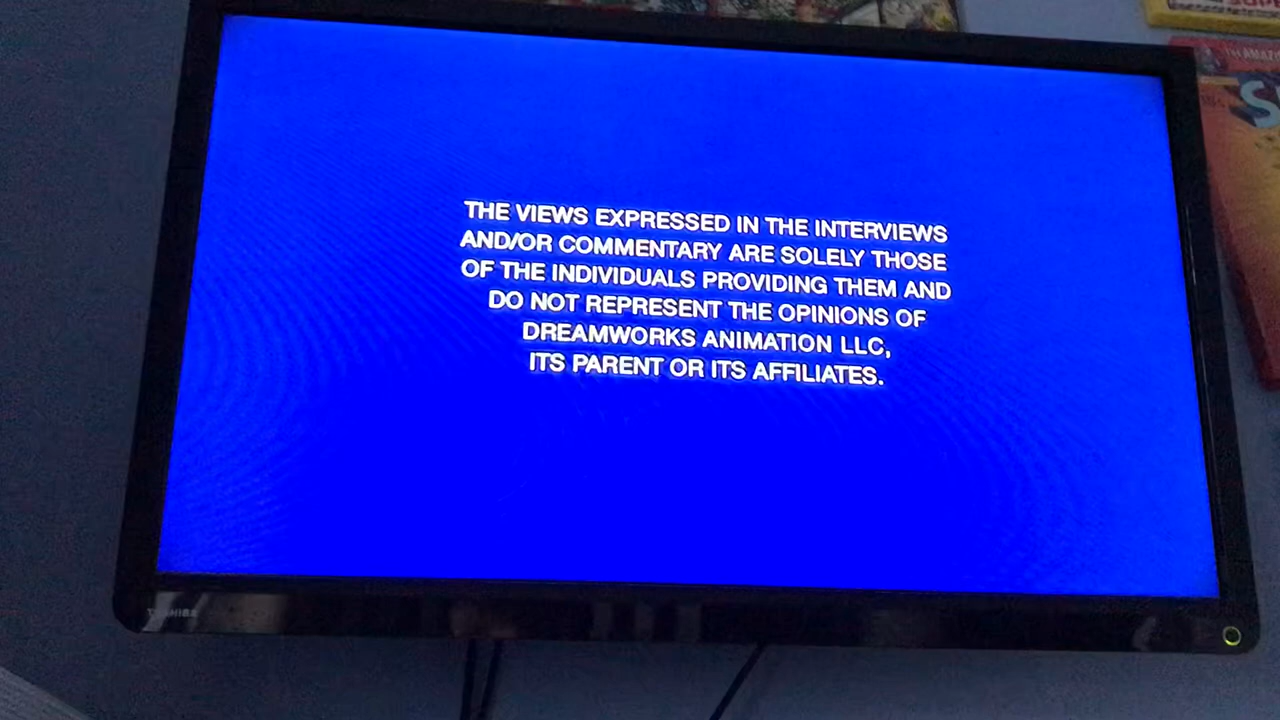 THE VIEWS EXPRESSED IN THE INTERVIEWS
AND/OR COMMENTARY ARE SOLELY THOSE
OF THE INDIVIDUALS PROVIDING THEM AND
DO NOT REPRESENT THE OPINIONS OF
DREAMWORKS ANIMATION LLC,
ITS PARENT OR ITS AFFILIATES.
TOSHIBA